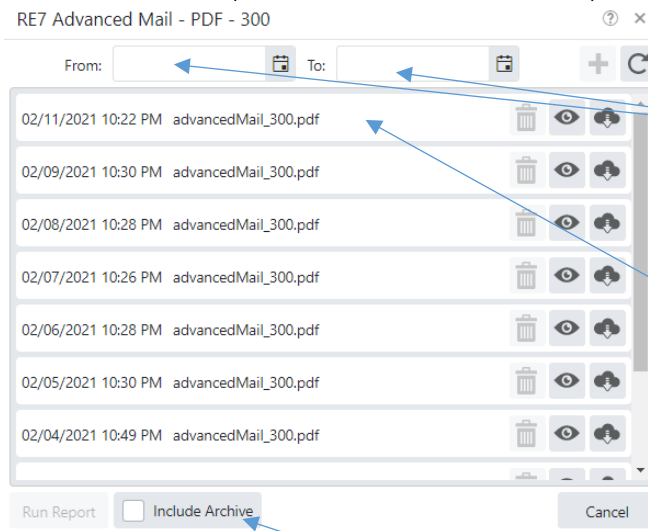 RE7 Advanced Mail - PDF - 300
From: To:
02/11/2021 10:22 PM advancedMail_300.pdf
02/09/2021 10:30 PM advancedMail_300.pdf
02/08/2021 10:28 PM advancedMail_300.pdf
02/07/2021 10:26 PM advancedMail_300.pdf
02/06/2021 10:28 PM advancedMail_300.pdf
02/05/2021 10:30 PM advancedMail_300.pdf
02/04/2021 10:49 PM advancedMail_300.pdf
Run Report Include Archive Cancel